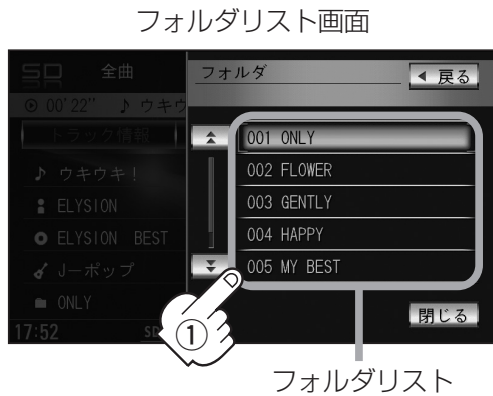 フォルダリスト画面
SD 全曲
00'22" ♪ ウキウ
トラック情報
♪ ウキウキ!
ELYSION
ELYSION BEST
J-ポップ
ONLY
17:52 SD
フォルダ
◀ 戻る
001 ONLY
002 FLOWER
003 GENTLY
004 HAPPY
005 MY BEST
閉じる
①
フォルダリスト